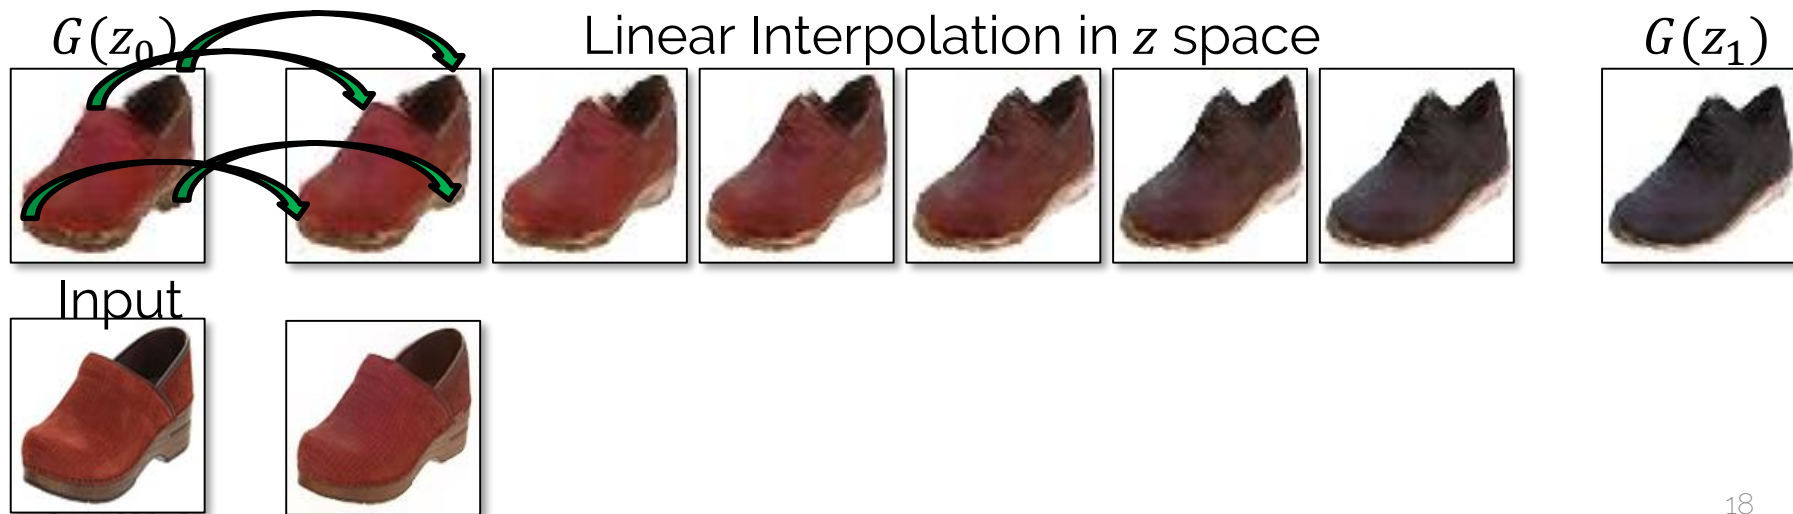 G(z₀)
Linear Interpolation in z space
G(z₁)
Input
18